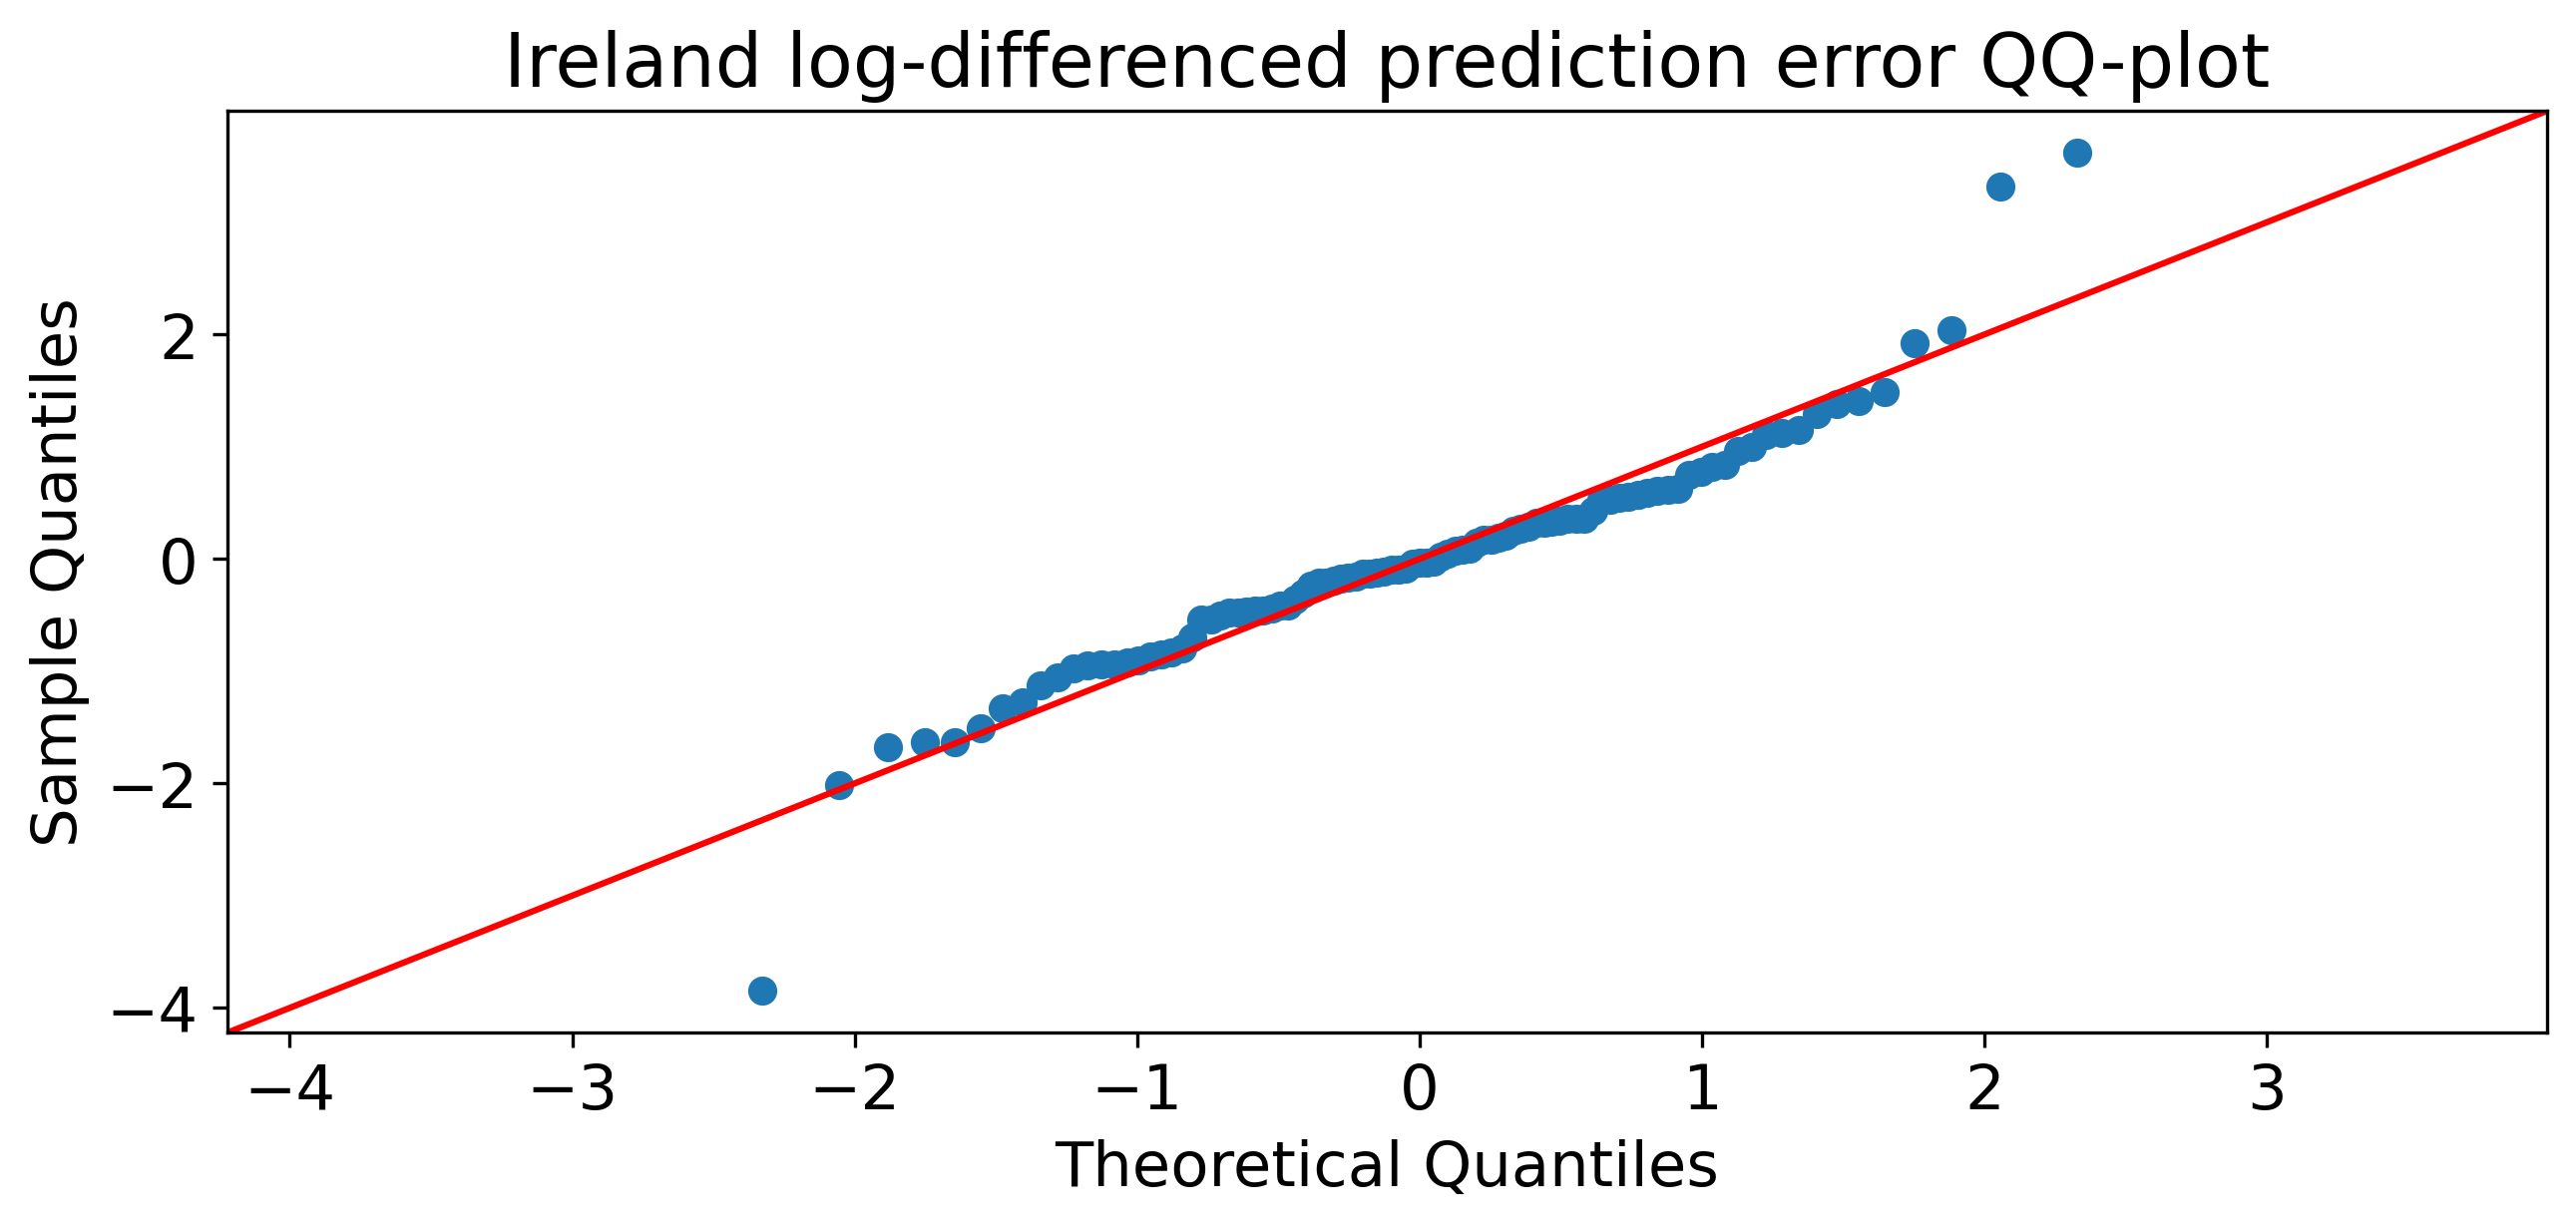 Ireland log-differenced prediction error QQ-plot
Sample Quantiles
2
0
−2
−4
−4 −3 −2 −1 0 1 2 3
Theoretical Quantiles